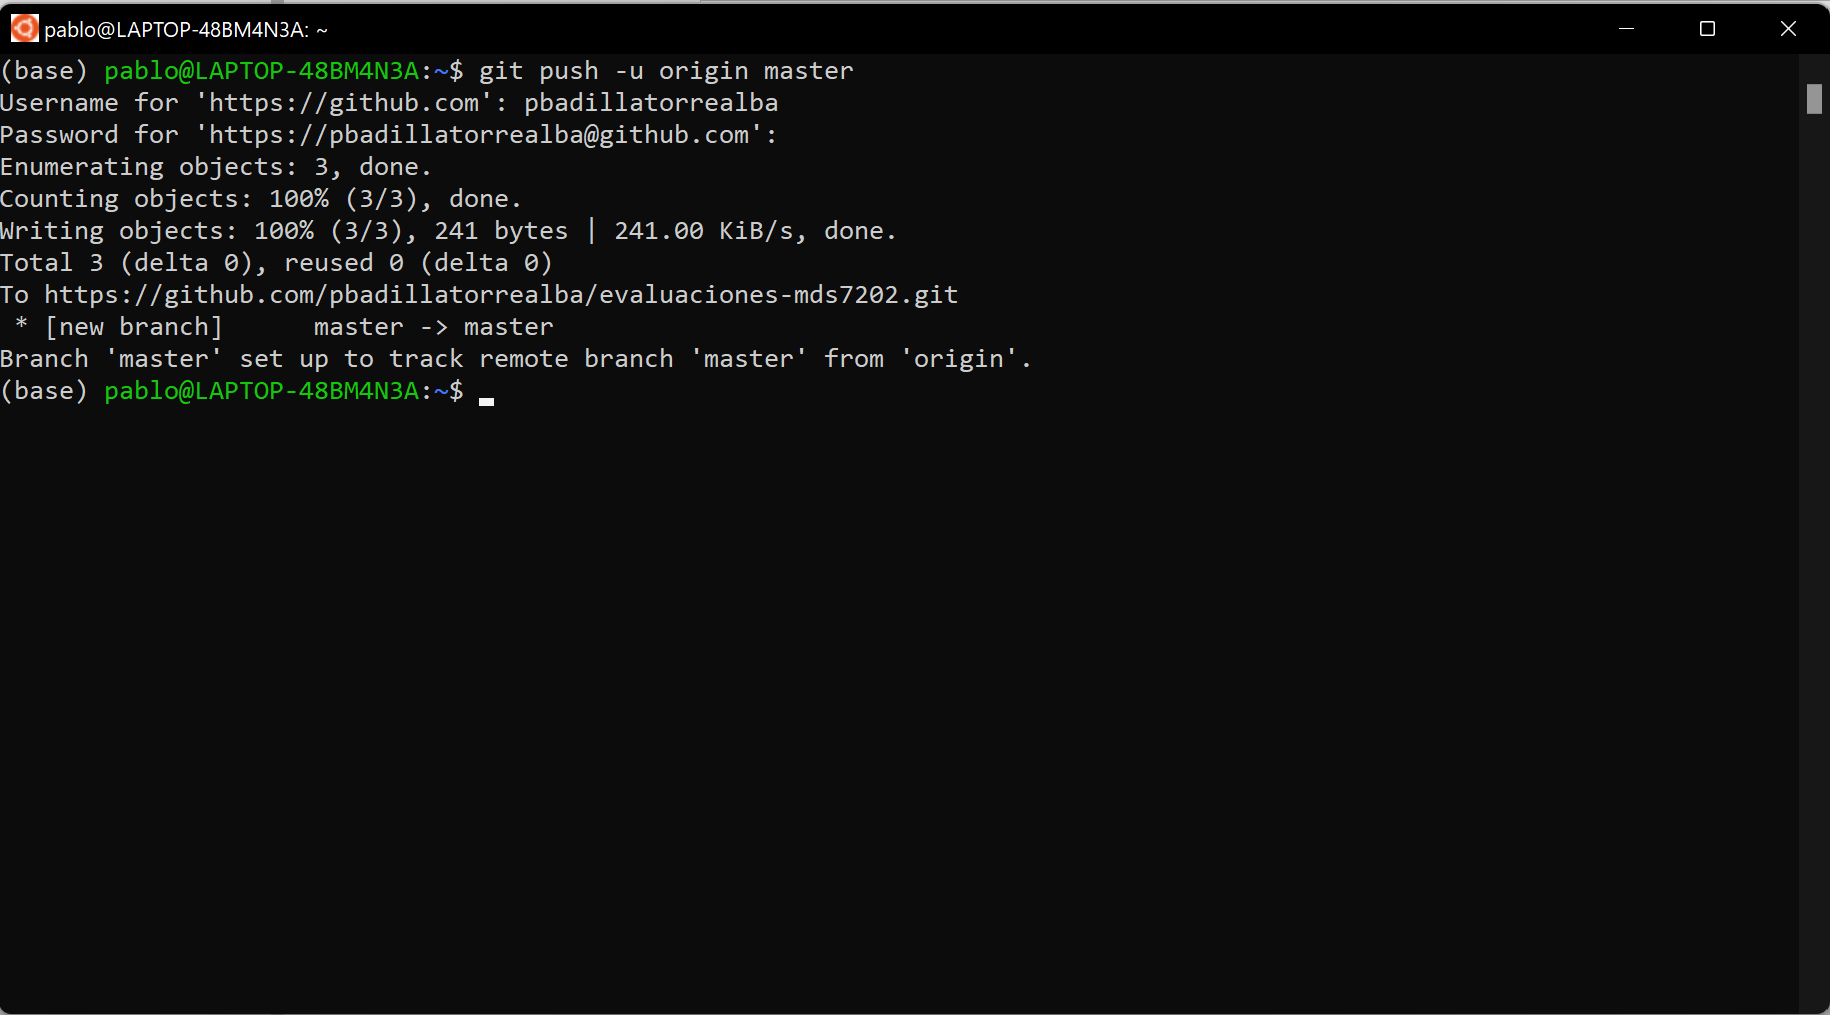 pablo@LAPTOP-48BM4N3A: ~
(base) pablo@LAPTOP-48BM4N3A:~$ git push -u origin master
Username for 'https://github.com': pbadillatorrealba
Password for 'https://pbadillatorrealba@github.com':
Enumerating objects: 3, done.
Counting objects: 100% (3/3), done.
Writing objects: 100% (3/3), 241 bytes | 241.00 KiB/s, done.
Total 3 (delta 0), reused 0 (delta 0)
To https://github.com/pbadillatorrealba/evaluaciones-mds7202.git
 * [new branch]      master -> master
Branch 'master' set up to track remote branch 'master' from 'origin'.
(base) pablo@LAPTOP-48BM4N3A:~$